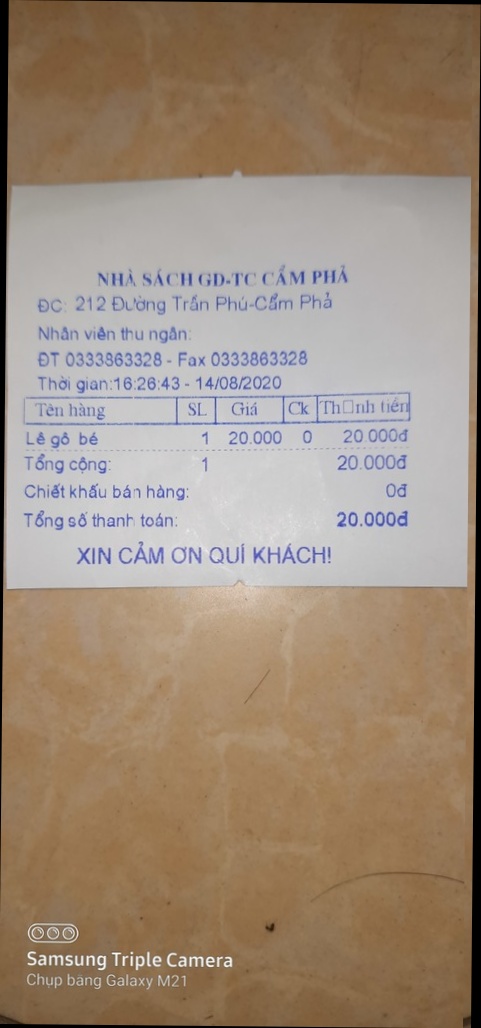 NHÀ SÁCH GD-TC CẨM PHẢ
ĐC: 212 Đường Trần Phú-Cẩm Phả
Nhân viên thu ngân:
ĐT 0333863328 - Fax 0333863328
Thời gian:16:26:43 - 14/08/2020
Tên hàng SL Giá Ck Th□nh tiền
Lê gô bé 1 20.000 0 20.000đ
Tổng cộng: 1 20.000đ
Chiết khấu bán hàng: 0đ
Tổng số thanh toán: 20.000đ
XIN CẢM ƠN QUÍ KHÁCH!
Samsung Triple Camera
Chụp bằng Galaxy M21